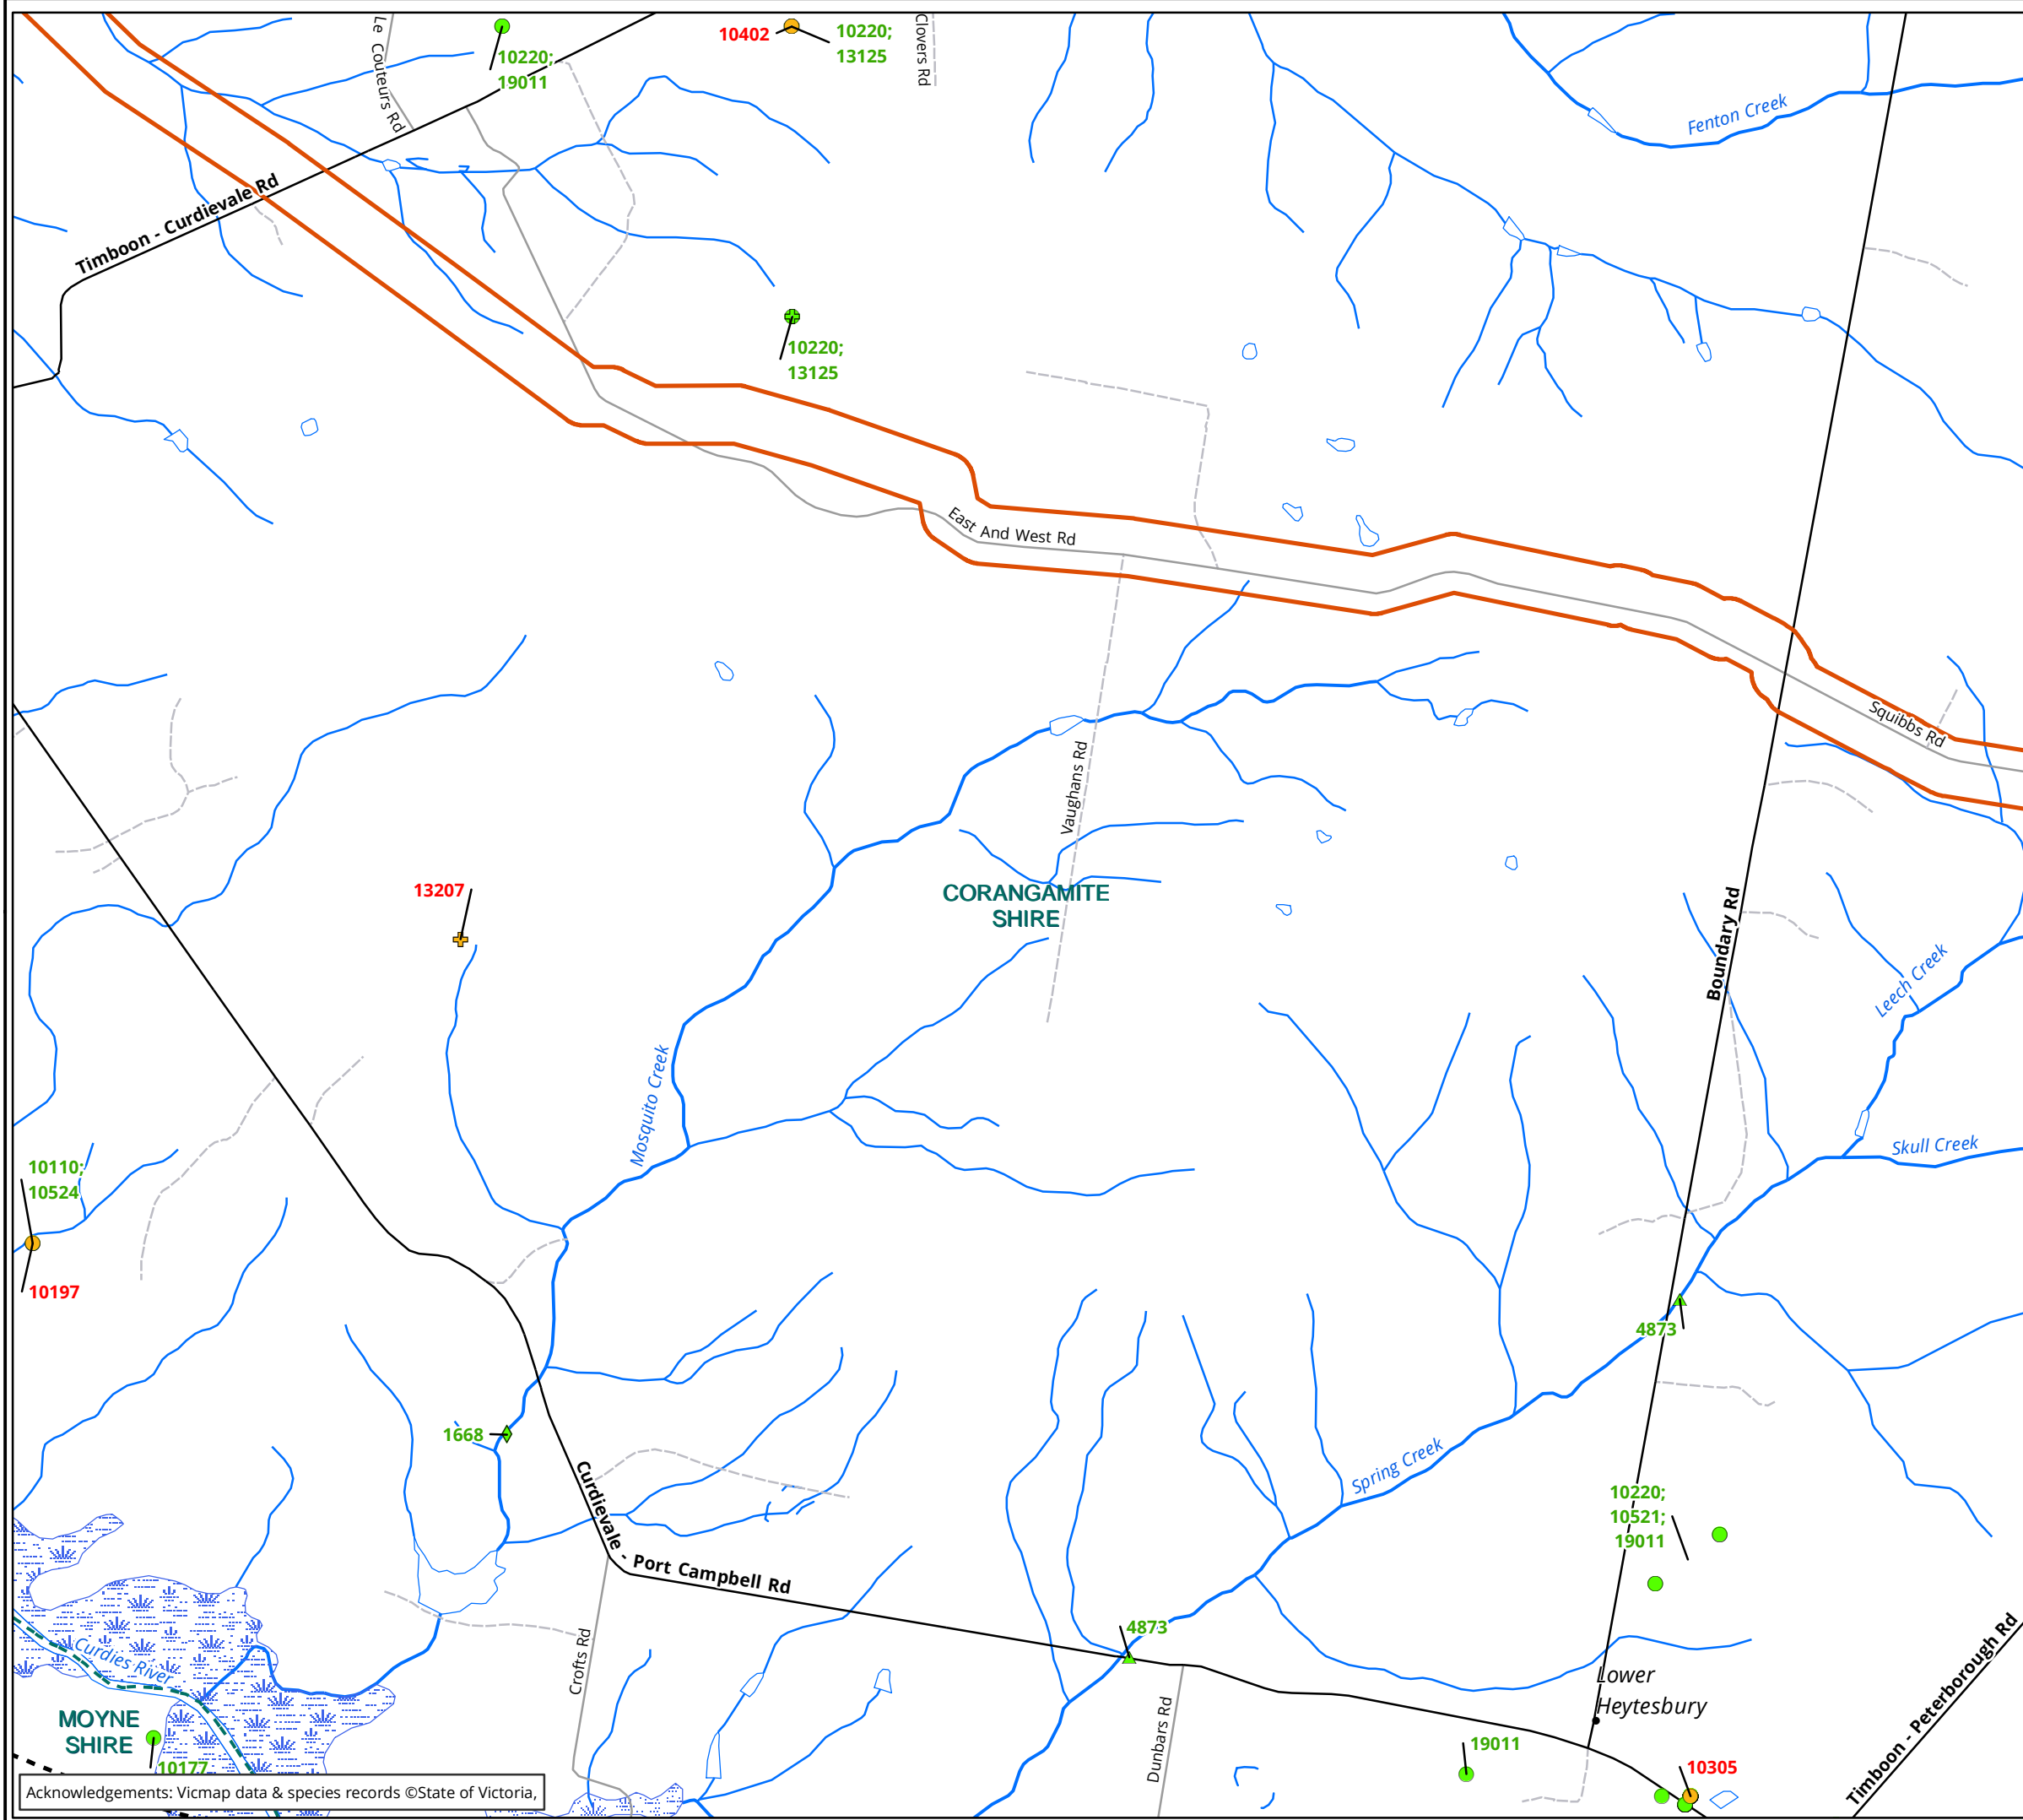 Le Couteurs Rd
10220;
19011
10402
10220;
13125
Clovers Rd
Fenton Creek
Timboon - Curdievale Rd
10220;
13125
East And West Rd
Squibbs Rd
Vaughans Rd
13207
CORANGAMITE
SHIRE
Boundary Rd
Leech Creek
Mosquito Creek
Skull Creek
10110;
10524
10197
4873
1668
Spring Creek
Curdievale - Port Campbell Rd
10220;
10521;
19011
4873
Crofts Rd
Curdies River
Lower
Heytesbury
Timboon - Peterborough Rd
MOYNE
SHIRE
10177
Dunbars Rd
19011
10305
Acknowledgements: Vicmap data & species records ©State of Victoria,